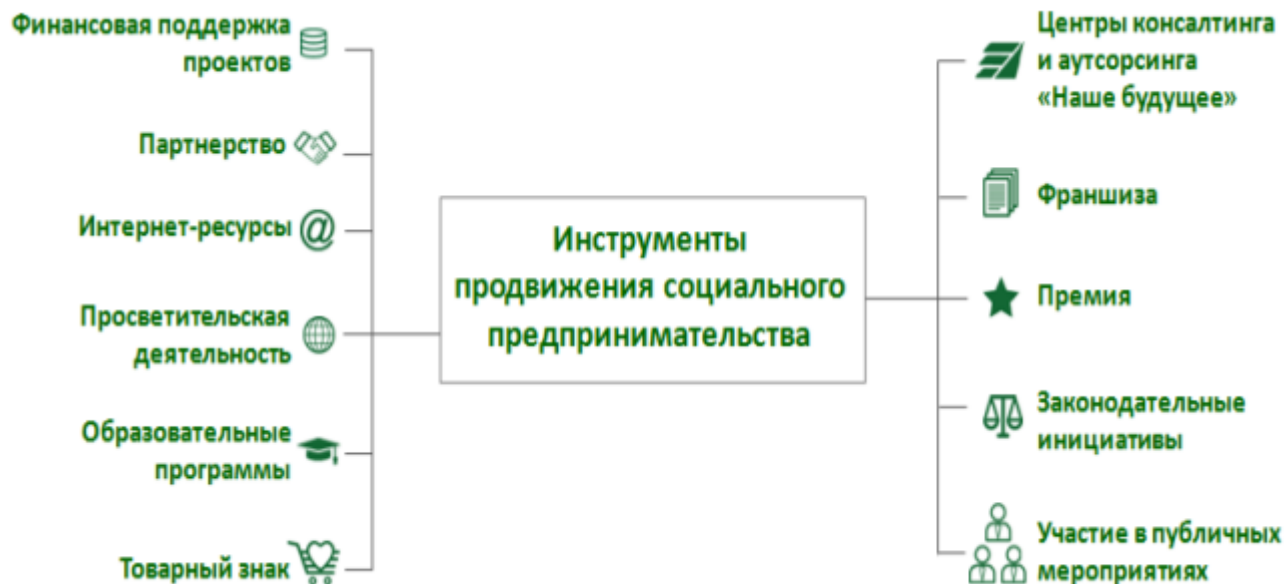 Финансовая поддержка
проектов
Партнерство
Интернет-ресурсы
@
Просветительская
деятельность
Образовательные
программы
Товарный знак
Инструменты
продвижения социального
предпринимательства
Центры консалтинга
и аутсорсинга
«Наше будущее»
Франшиза
Премия
Законодательные
инициативы
Участие в публичных
мероприятиях